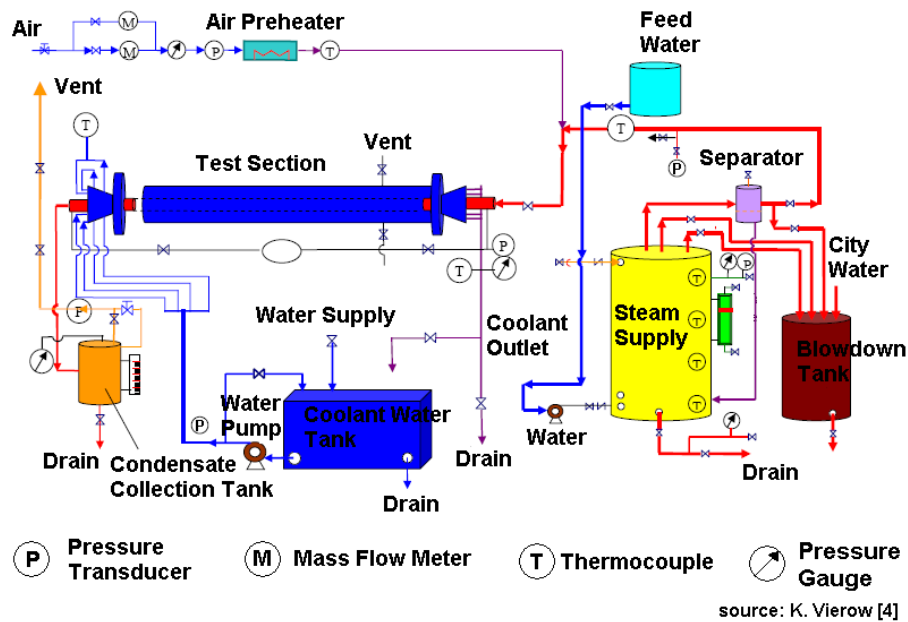 Air Preheater
Feed
Water
Air
M
M
P
T
Vent
T
Vent
T
Test Section
Separator
P
P
T
City
Water
P
T
Steam
Supply
T
T
T
P
Water Supply
Coolant
Outlet
Blowdown
Tank
Water
Pump
Coolant Water
Tank
P
Water
Drain
Condensate
Collection Tank
Drain
Drain
Drain
P
Pressure
Transducer
M
Mass Flow Meter
T
Thermocouple
Pressure
Gauge
source: K. Vierow [4]